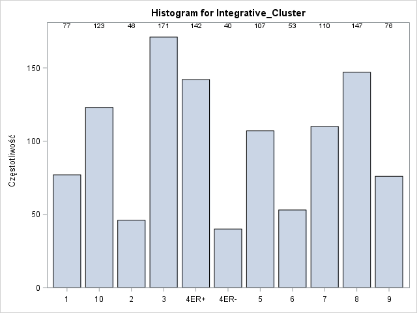 Histogram for Integrative_Cluster
77 123 46 171 142 40 107 53 110 147 76
150
100
50
0
Częstotliwość
1 10 2 3 4ER+ 4ER- 5 6 7 8 9